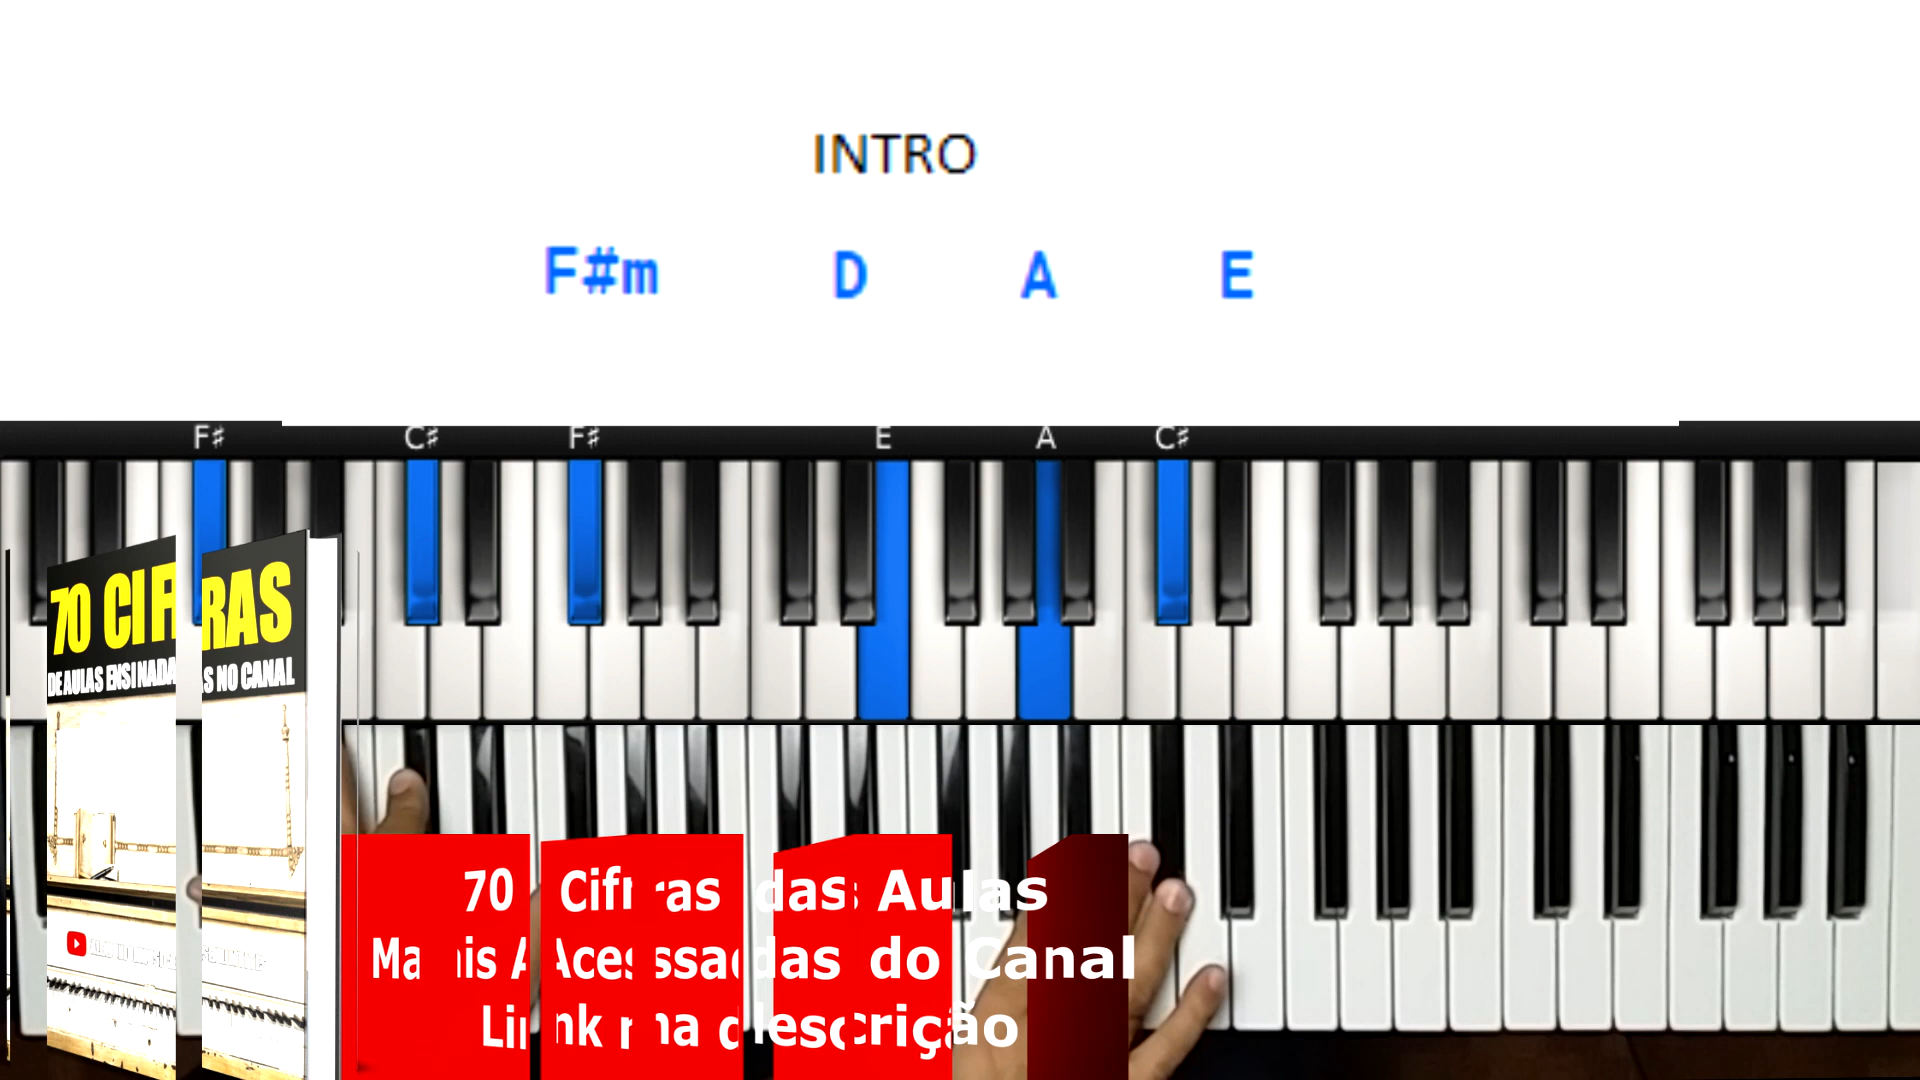 INTRO
F#m D A E
F♯ C♯ F♯ E A C♯
70 CIFRAS
DE AULAS ENSINADAS NO CANAL
70 Cifras das Aulas
Mais Acessadas do Canal
Link na descrição